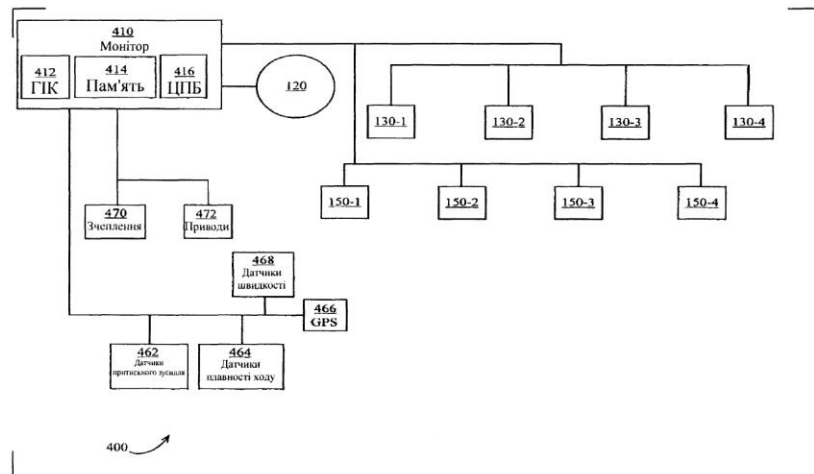 410
Монітор
412
ГІК
414
Пам'ять
416
ЦПБ
120
130-1
130-2
130-3
130-4
150-1
150-2
150-3
150-4
470
Зчеплення
472
Приводи
468
Датчики
швидкості
466
GPS
462
Датчики
притискного зусилля
464
Датчики
плавності ходу
400